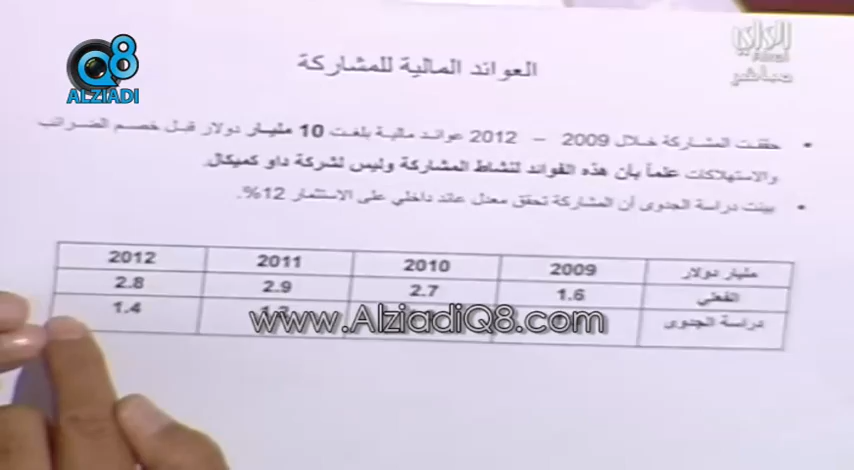 Q8
ALZIADI
الراي
Alrai
مباشر
العوائد المالية للمشاركة
• حققت المشاركة خلال 2009 – 2012 عوائد مالية بلغت 10 مليار دولار قبل خصم الضرائب
والاستهلاكات علماً بأن هذه الفوائد لنشاط المشاركة وليس لشركة داو كميكال.
• بينت دراسة الجدوى أن المشاركة تحقق معدل عائد داخلي على الاستثمار 12%.
مليار دولار 2009 2010 2011 2012
الفعلي 1.6 2.7 2.9 2.8
دراسة الجدوى 1.4
www.AlziadiQ8.com